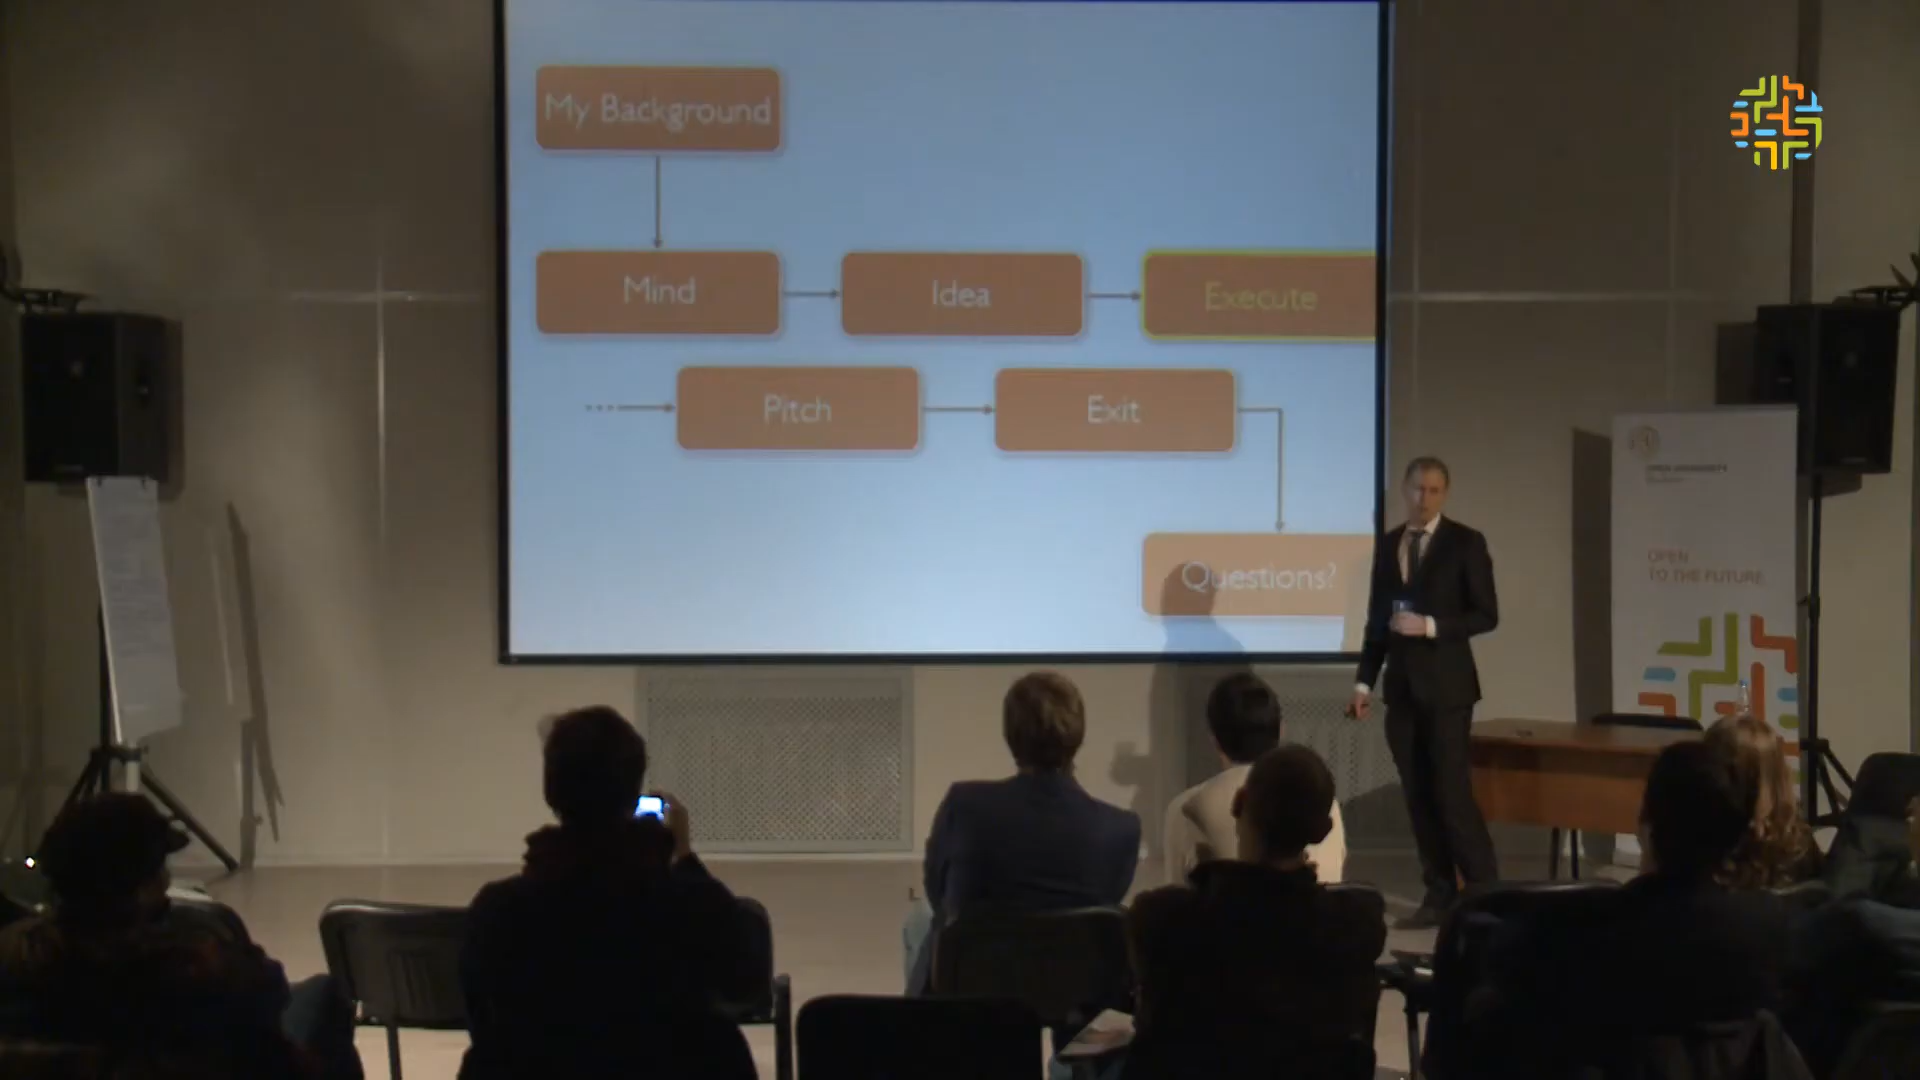 My Background
Mind
Idea
Execute
Pitch
Exit
Questions?
OPEN
TO THE FUTURE